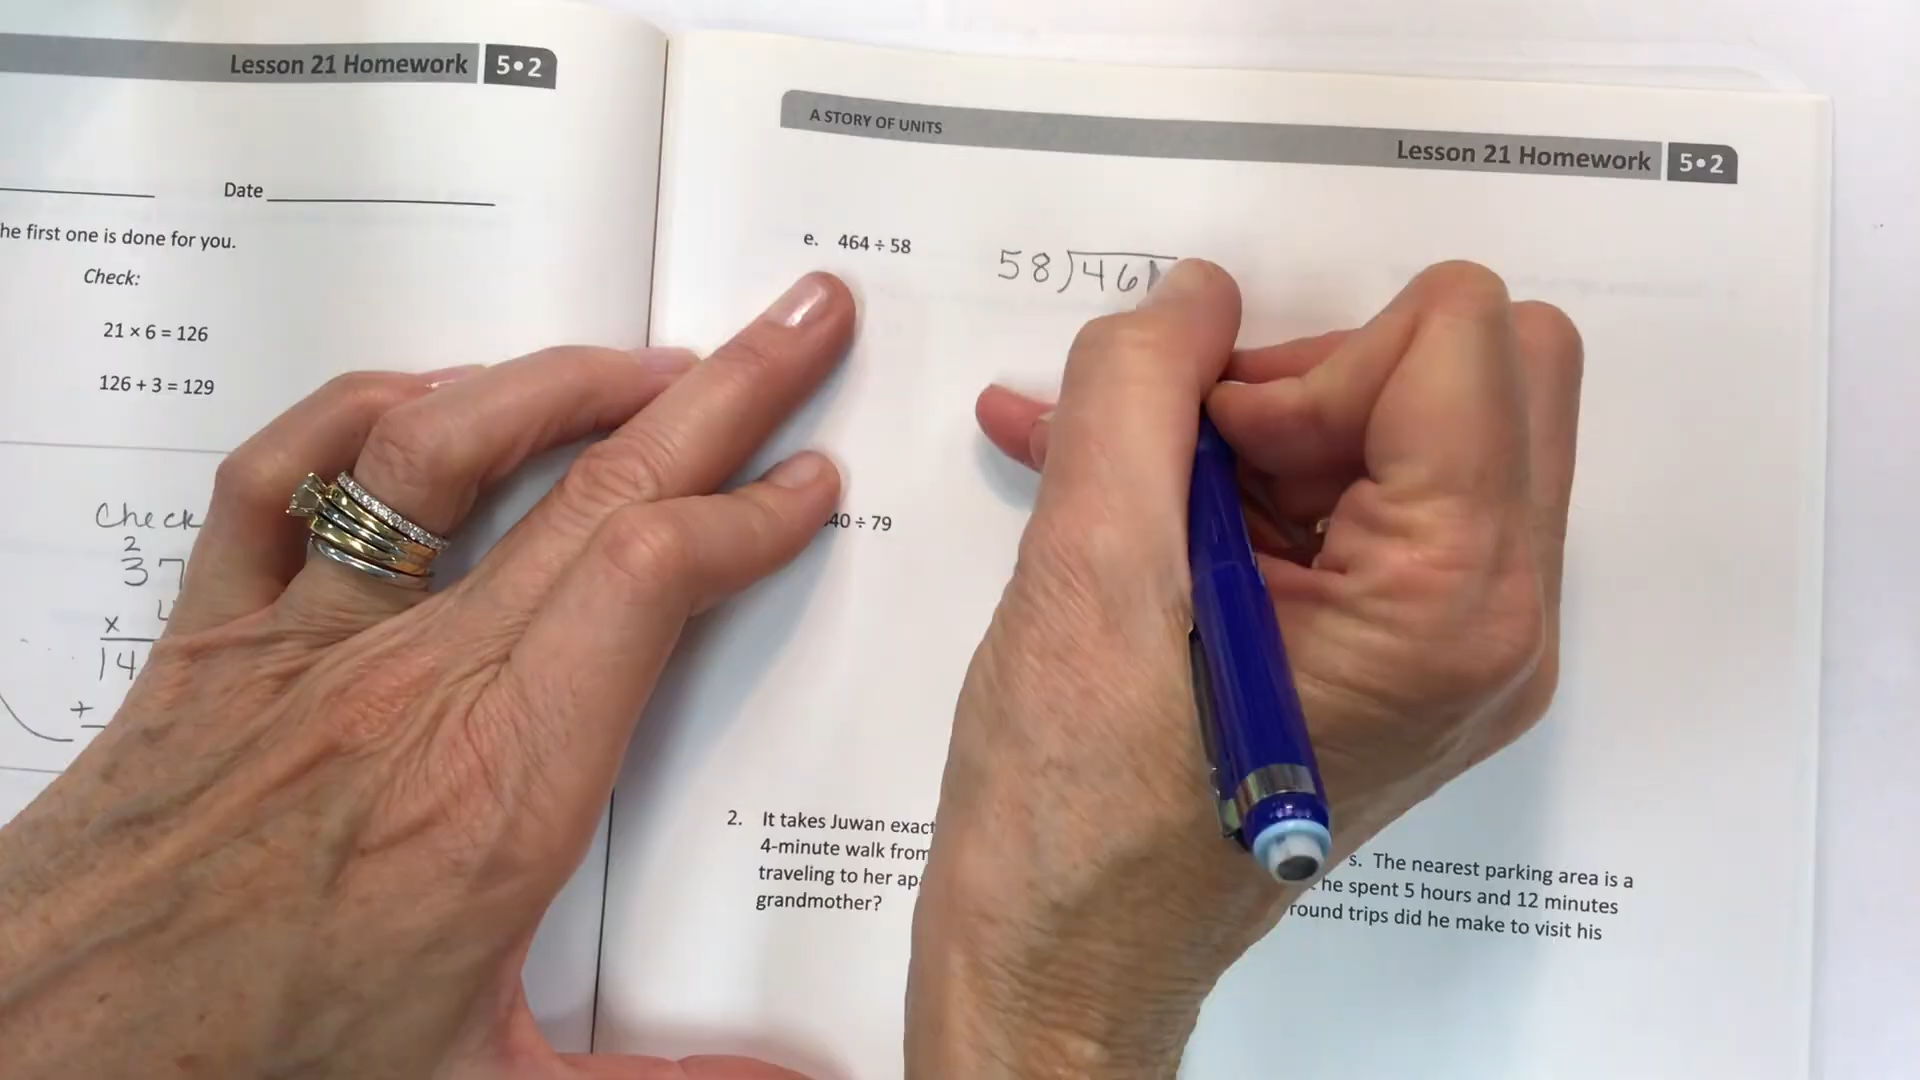 Lesson 21 Homework 5•2
Date
he first one is done for you.
Check:
21 × 6 = 126
126 + 3 = 129
Check
2
37
x
14
+
A STORY OF UNITS
Lesson 21 Homework 5•2
e. 464 ÷ 58
58 46
40 ÷ 79
2. It takes Juwan exact s. The nearest parking area is a
4-minute walk from he spent 5 hours and 12 minutes
traveling to her ap round trips did he make to visit his
grandmother?